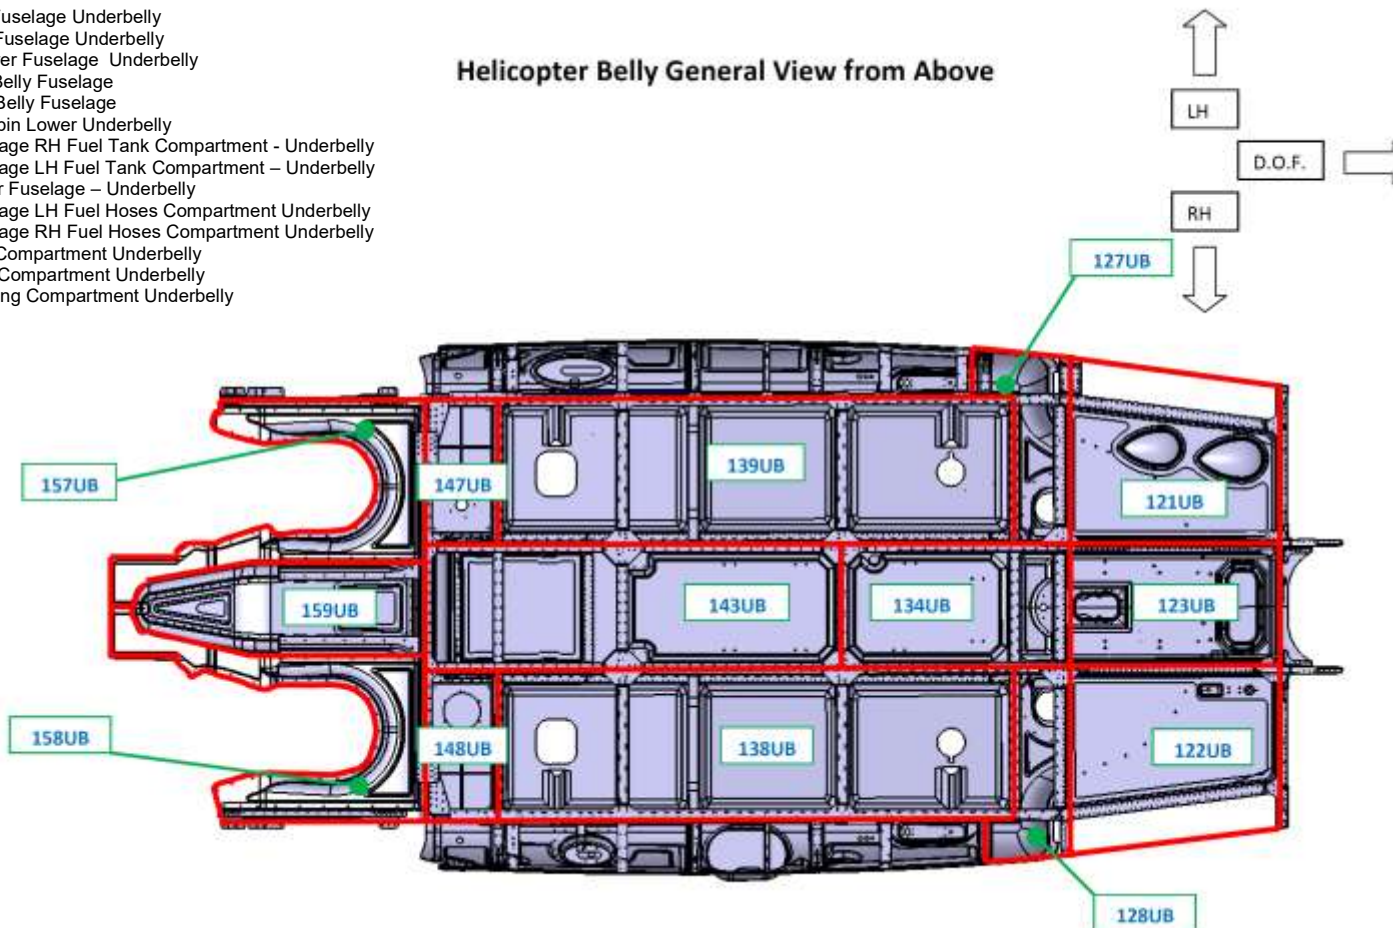 uselage Underbelly
Fuselage Underbelly
er Fuselage Underbelly
Belly Fuselage
Belly Fuselage
bin Lower Underbelly
age RH Fuel Tank Compartment - Underbelly
age LH Fuel Tank Compartment – Underbelly
r Fuselage – Underbelly
age LH Fuel Hoses Compartment Underbelly
age RH Fuel Hoses Compartment Underbelly
Compartment Underbelly
Compartment Underbelly
ng Compartment Underbelly
Helicopter Belly General View from Above
LH
D.O.F.
RH
127UB
157UB
147UB
139UB
121UB
159UB
143UB
134UB
123UB
158UB
148UB
138UB
122UB
128UB